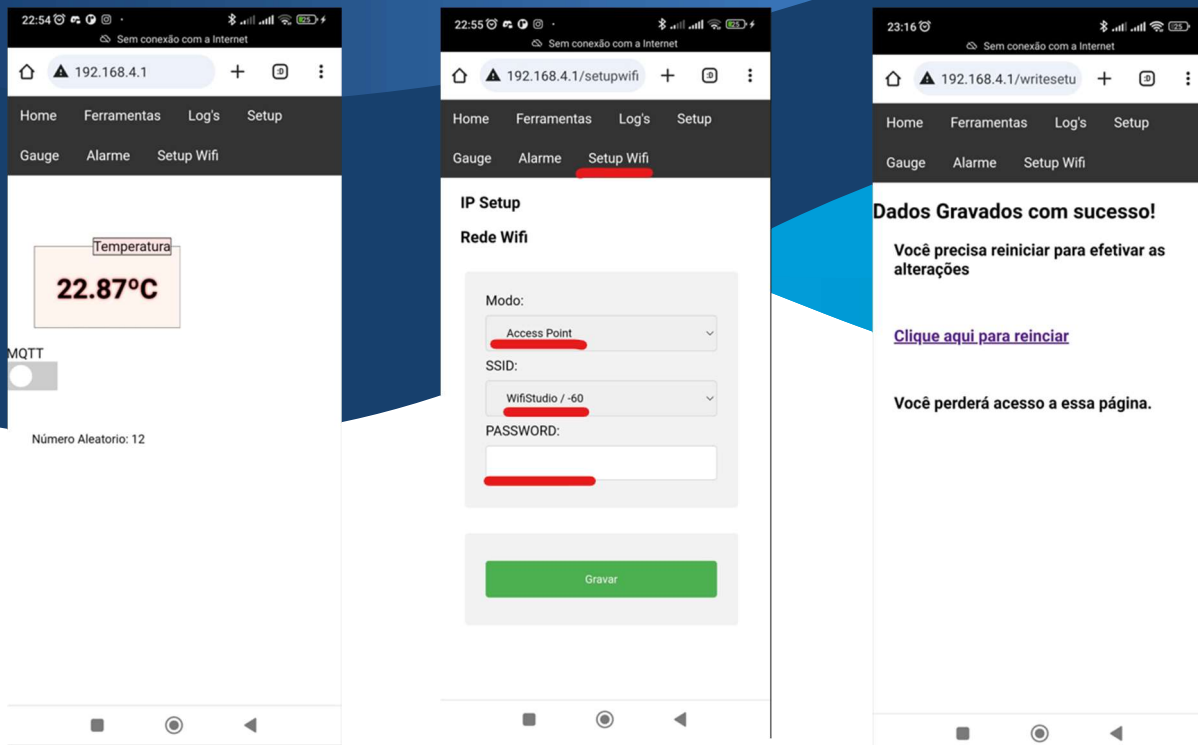 22:54
25
Sem conexão com a Internet
192.168.4.1
:D
Home Ferramentas Log's Setup
Gauge Alarme Setup Wifi
Temperatura
22.87ºC
MQTT
Número Aleatorio: 12
22:55
25
Sem conexão com a Internet
192.168.4.1/setupwifi
:D
Home Ferramentas Log's Setup
Gauge Alarme Setup Wifi
IP Setup
Rede Wifi
Modo:
Access Point
SSID:
WifiStudio / -60
PASSWORD:
Gravar
23:16
25
Sem conexão com a Internet
192.168.4.1/writesetu
:D
Home Ferramentas Log's Setup
Gauge Alarme Setup Wifi
Dados Gravados com sucesso!
Você precisa reiniciar para efetivar as
alterações
Clique aqui para reinciar
Você perderá acesso a essa página.